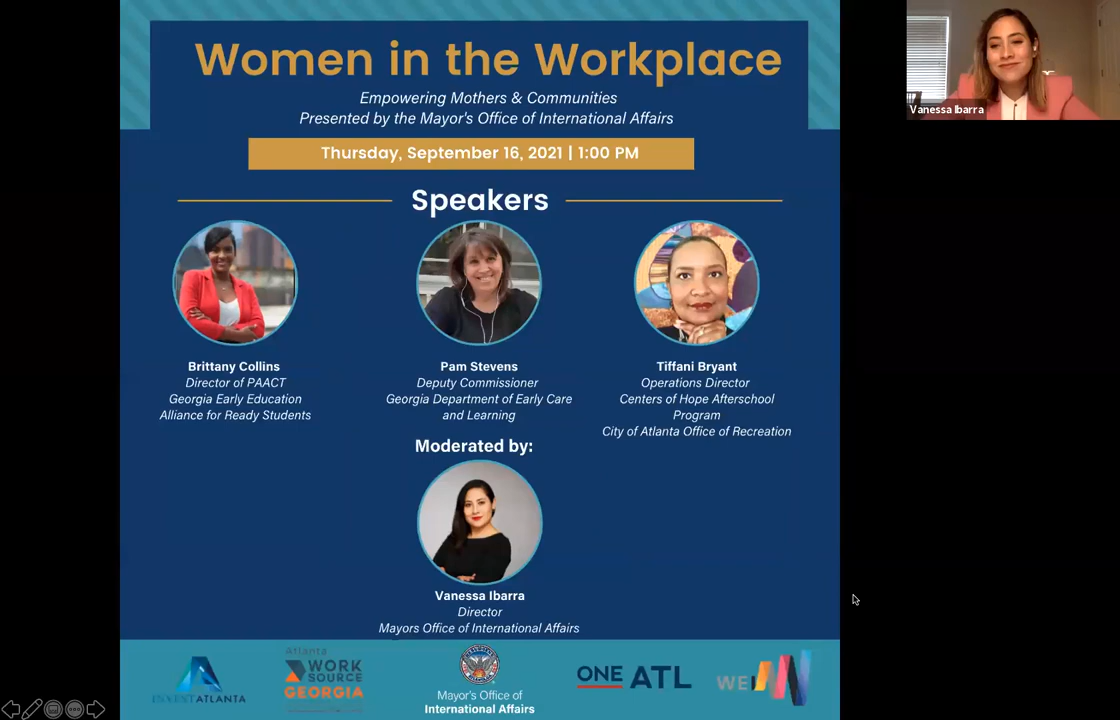 Women in the Workplace
Empowering Mothers & Communities
Presented by the Mayor's Office of International Affairs
Thursday, September 16, 2021 | 1:00 PM
Speakers
Brittany Collins
Director of PAACT
Georgia Early Education
Alliance for Ready Students
Pam Stevens
Deputy Commissioner
Georgia Department of Early Care
and Learning
Tiffani Bryant
Operations Director
Centers of Hope Afterschool
Program
City of Atlanta Office of Recreation
Moderated by:
Vanessa Ibarra
Director
Mayors Office of International Affairs
INVEST ATLANTA
Atlanta
WORK
SOURCE
GEORGIA
Mayor's Office of
International Affairs
ONE ATL
WEI
Vanessa Ibarra